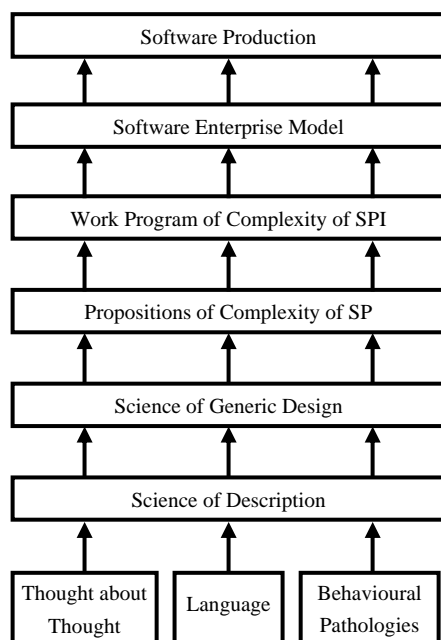 Software Production
Software Enterprise Model
Work Program of Complexity of SPI
Propositions of Complexity of SP
Science of Generic Design
Science of Description
Thought about
Thought
Language
Behavioural
Pathologies